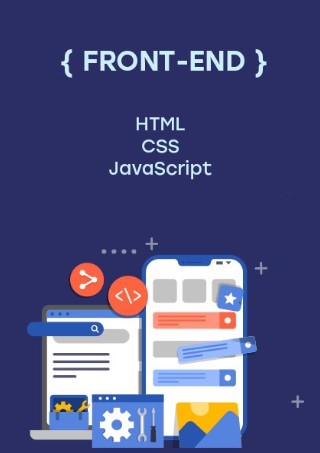 { FRONT-END }
HTML
CSS
JavaScript
</>